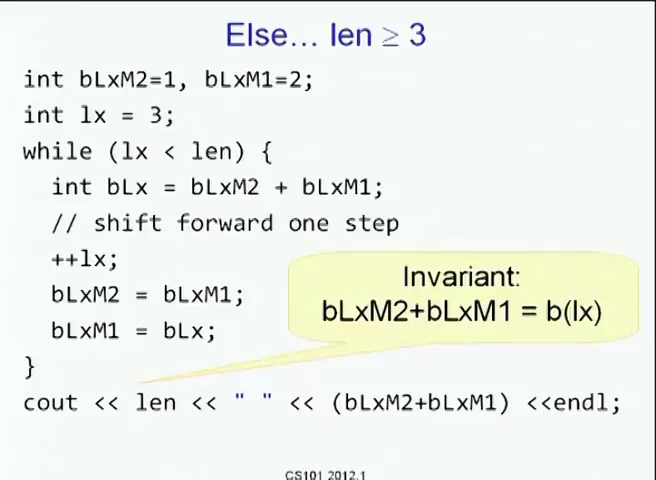 Else... len ≥ 3
int bLxM2=1, bLxM1=2;
int lx = 3;
while (lx < len) {
int bLx = bLxM2 + bLxM1;
// shift forward one step
++lx;
bLxM2 = bLxM1;
bLxM1 = bLx;
}
Invariant:
bLxM2+bLxM1 = b(lx)
cout << len << " " << (bLxM2+bLxM1) <<endl;
CS101 2012.1